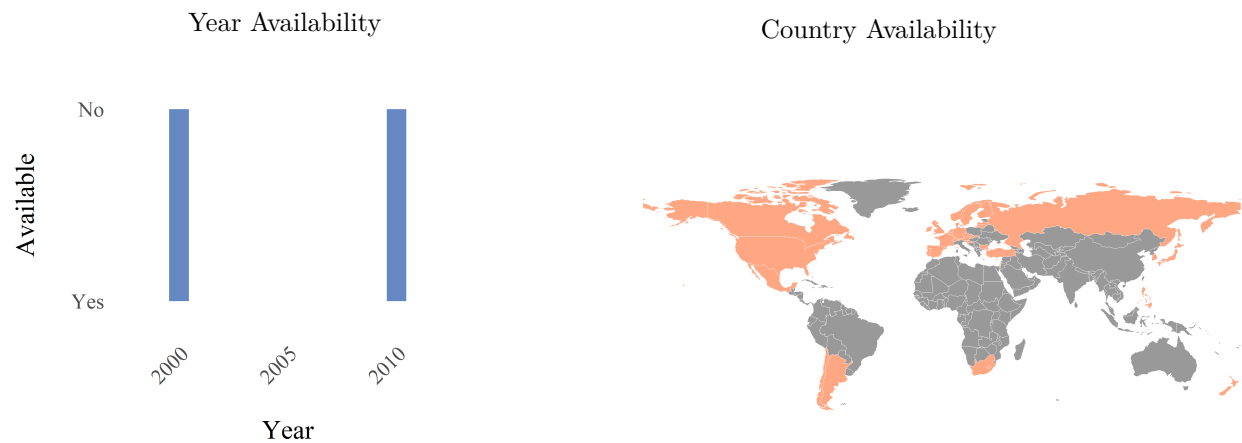 Year Availability
Country Availability
No
Available
Yes
2000
2005
2010
Year